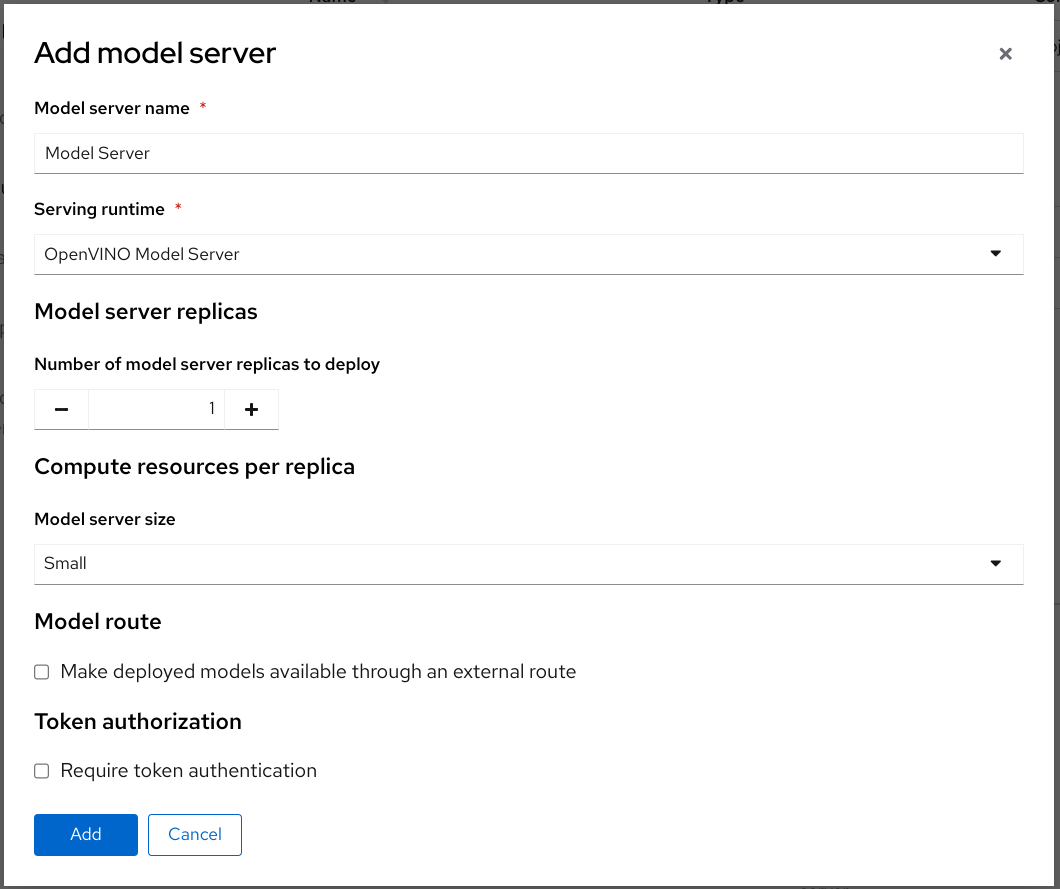 Add model server
Model server name *
Model Server
Serving runtime *
OpenVINO Model Server
Model server replicas
Number of model server replicas to deploy
1
Compute resources per replica
Model server size
Small
Model route
Make deployed models available through an external route
Token authorization
Require token authentication
Add Cancel